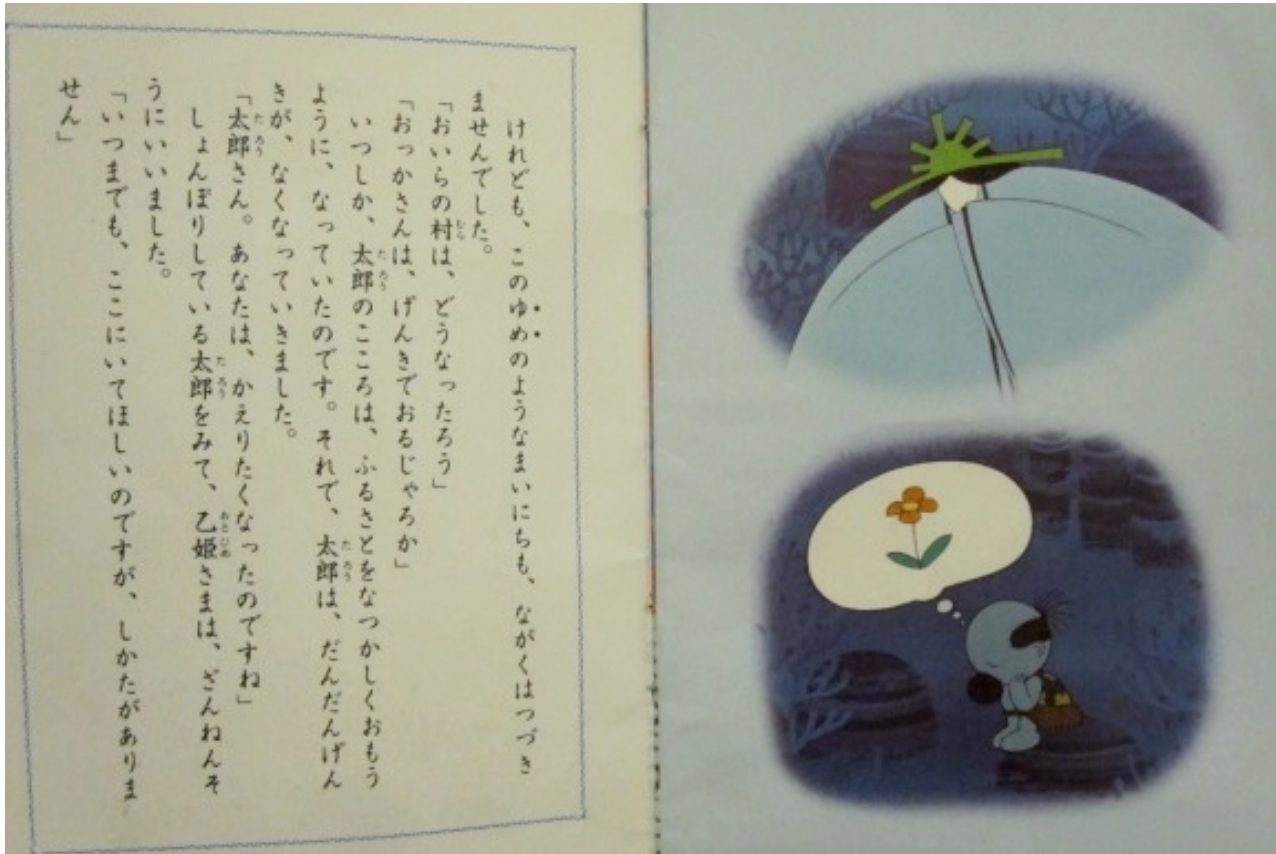 けれども、このゆめのようなまいにちも、ながくはつづき
ませんでした。
「おいらの村は、どうなったろう」
「おっかさんは、げんきでおるじゃろか」
いつしか、太郎のこころは、ふるさとをなつかしくおもう
ように、なっていたのです。それで、太郎は、だんだんげん
きが、なくなっていきました。
「太郎さん。あなたは、かえりたくなったのですね」
しょんぼりしている太郎をみて、乙姫さまは、ざんねんそ
うにいいました。
「いつまでも、ここにいてほしいのですが、しかたがありま
せん」